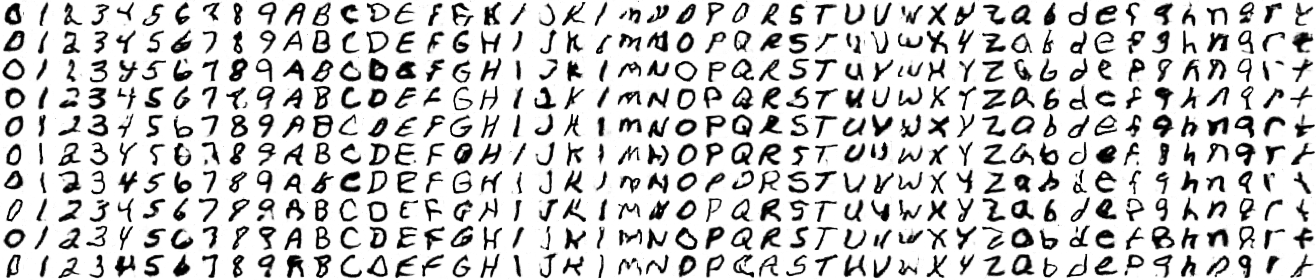 0 1 2 3 4 5 6 7 8 9 A B C D E F G H I J K I m N O P Q R S T U V W X Y Z a b d e f g h n q r t
0 1 2 3 4 5 6 7 8 9 A B C D E F G H I J K I m N O P Q R S T U V W X Y Z a b d e f g h n q r t
0 1 2 3 4 5 6 7 8 9 A B C D E F G H I J K I M N O P Q R S T U V W X Y Z a b d e f g h n q r t
0 1 2 3 4 5 6 7 8 9 A B C D E F G H I J K I m N O P Q R S T U V W X Y Z a b d e f g h n q r t
0 1 2 3 4 5 6 7 8 9 A B C D E F G H I J K I m N O P Q R S T U V W X Y Z a b d e f g h n q r t
0 1 2 3 4 5 6 7 8 9 A B C D E F G H I J K I m N O P Q R S T U V W X Y Z a b d e f g h n q r t
0 1 2 3 4 5 6 7 8 9 A B C D E F G H I J K I m N O P Q R S T U V W X Y Z a b d e f g h n q r t
0 1 2 3 4 5 6 7 8 9 A B C D E F G H I J K I m N O P Q R S T U V W X Y Z a b d e f g h n q r t
0 1 2 3 4 5 6 7 8 9 A B C D E F G H I J K I M N O P Q R S T U V W X Y Z a b d e f g h n q r t
0 1 2 3 4 5 6 7 8 9 A B C D E F G H I J K I m N O P Q R S T U V W X Y Z a b d e f g h n q r t